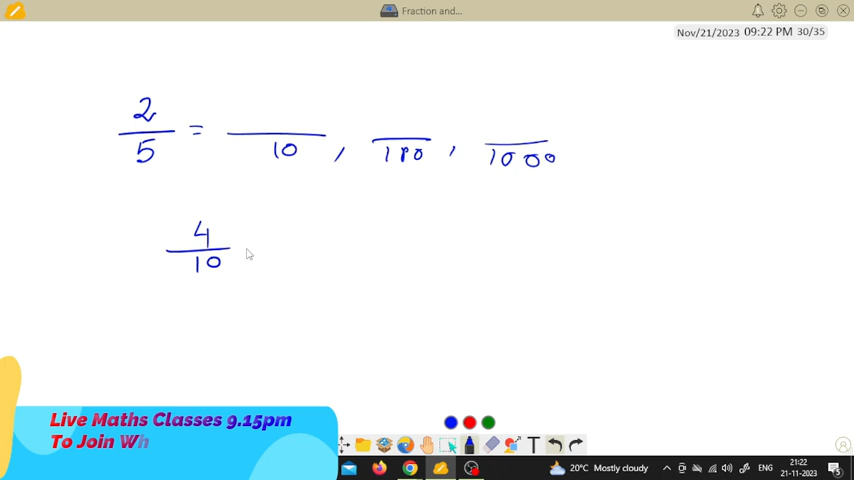 Fraction and...
Nov/21/2023 09:22 PM 30/35
2/5 = /10 , /100 , /1000
4/10
Live Maths Classes 9.15pm
To Join Wh
T
20°C Mostly cloudy
ENG
21:22
21-11-2023
5